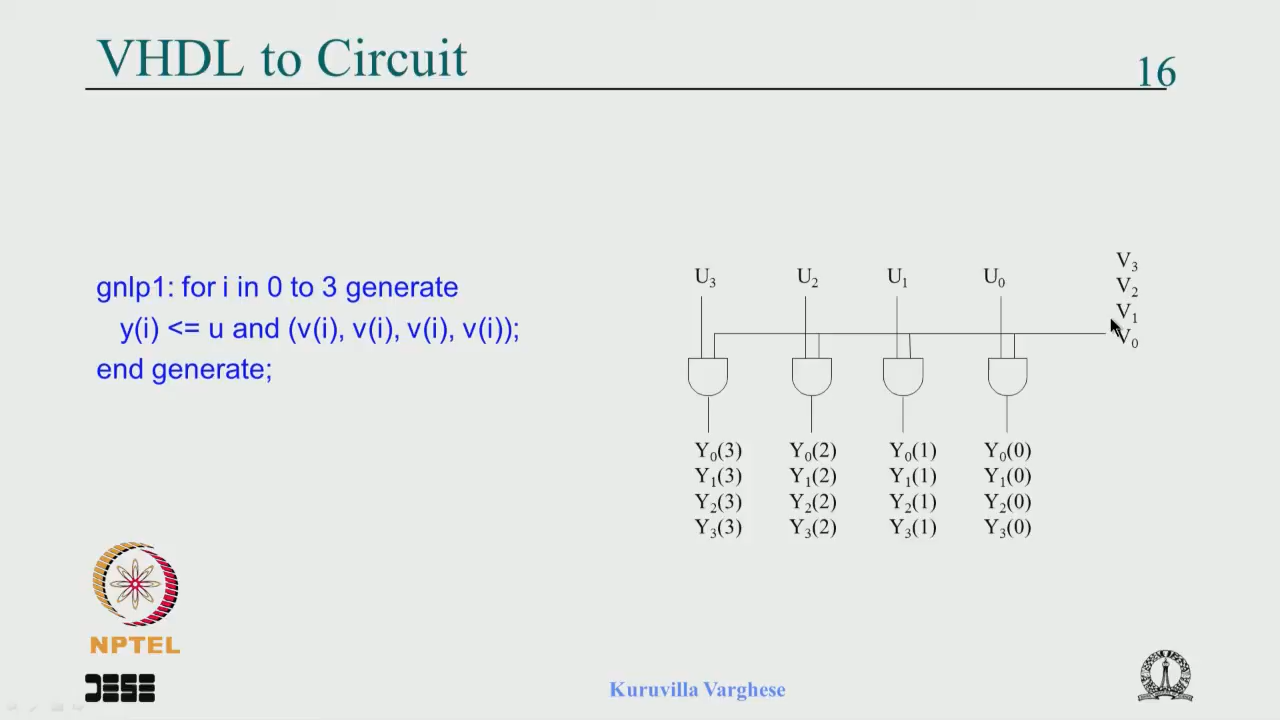 VHDL to Circuit
16
gnlp1: for i in 0 to 3 generate
y(i) <= u and (v(i), v(i), v(i), v(i));
end generate;
U3 U2 U1 U0
V3
V2
V1
V0
Y0(3) Y0(2) Y0(1) Y0(0)
Y1(3) Y1(2) Y1(1) Y1(0)
Y2(3) Y2(2) Y2(1) Y2(0)
Y3(3) Y3(2) Y3(1) Y3(0)
NPTEL
DESE
Kuruvilla Varghese